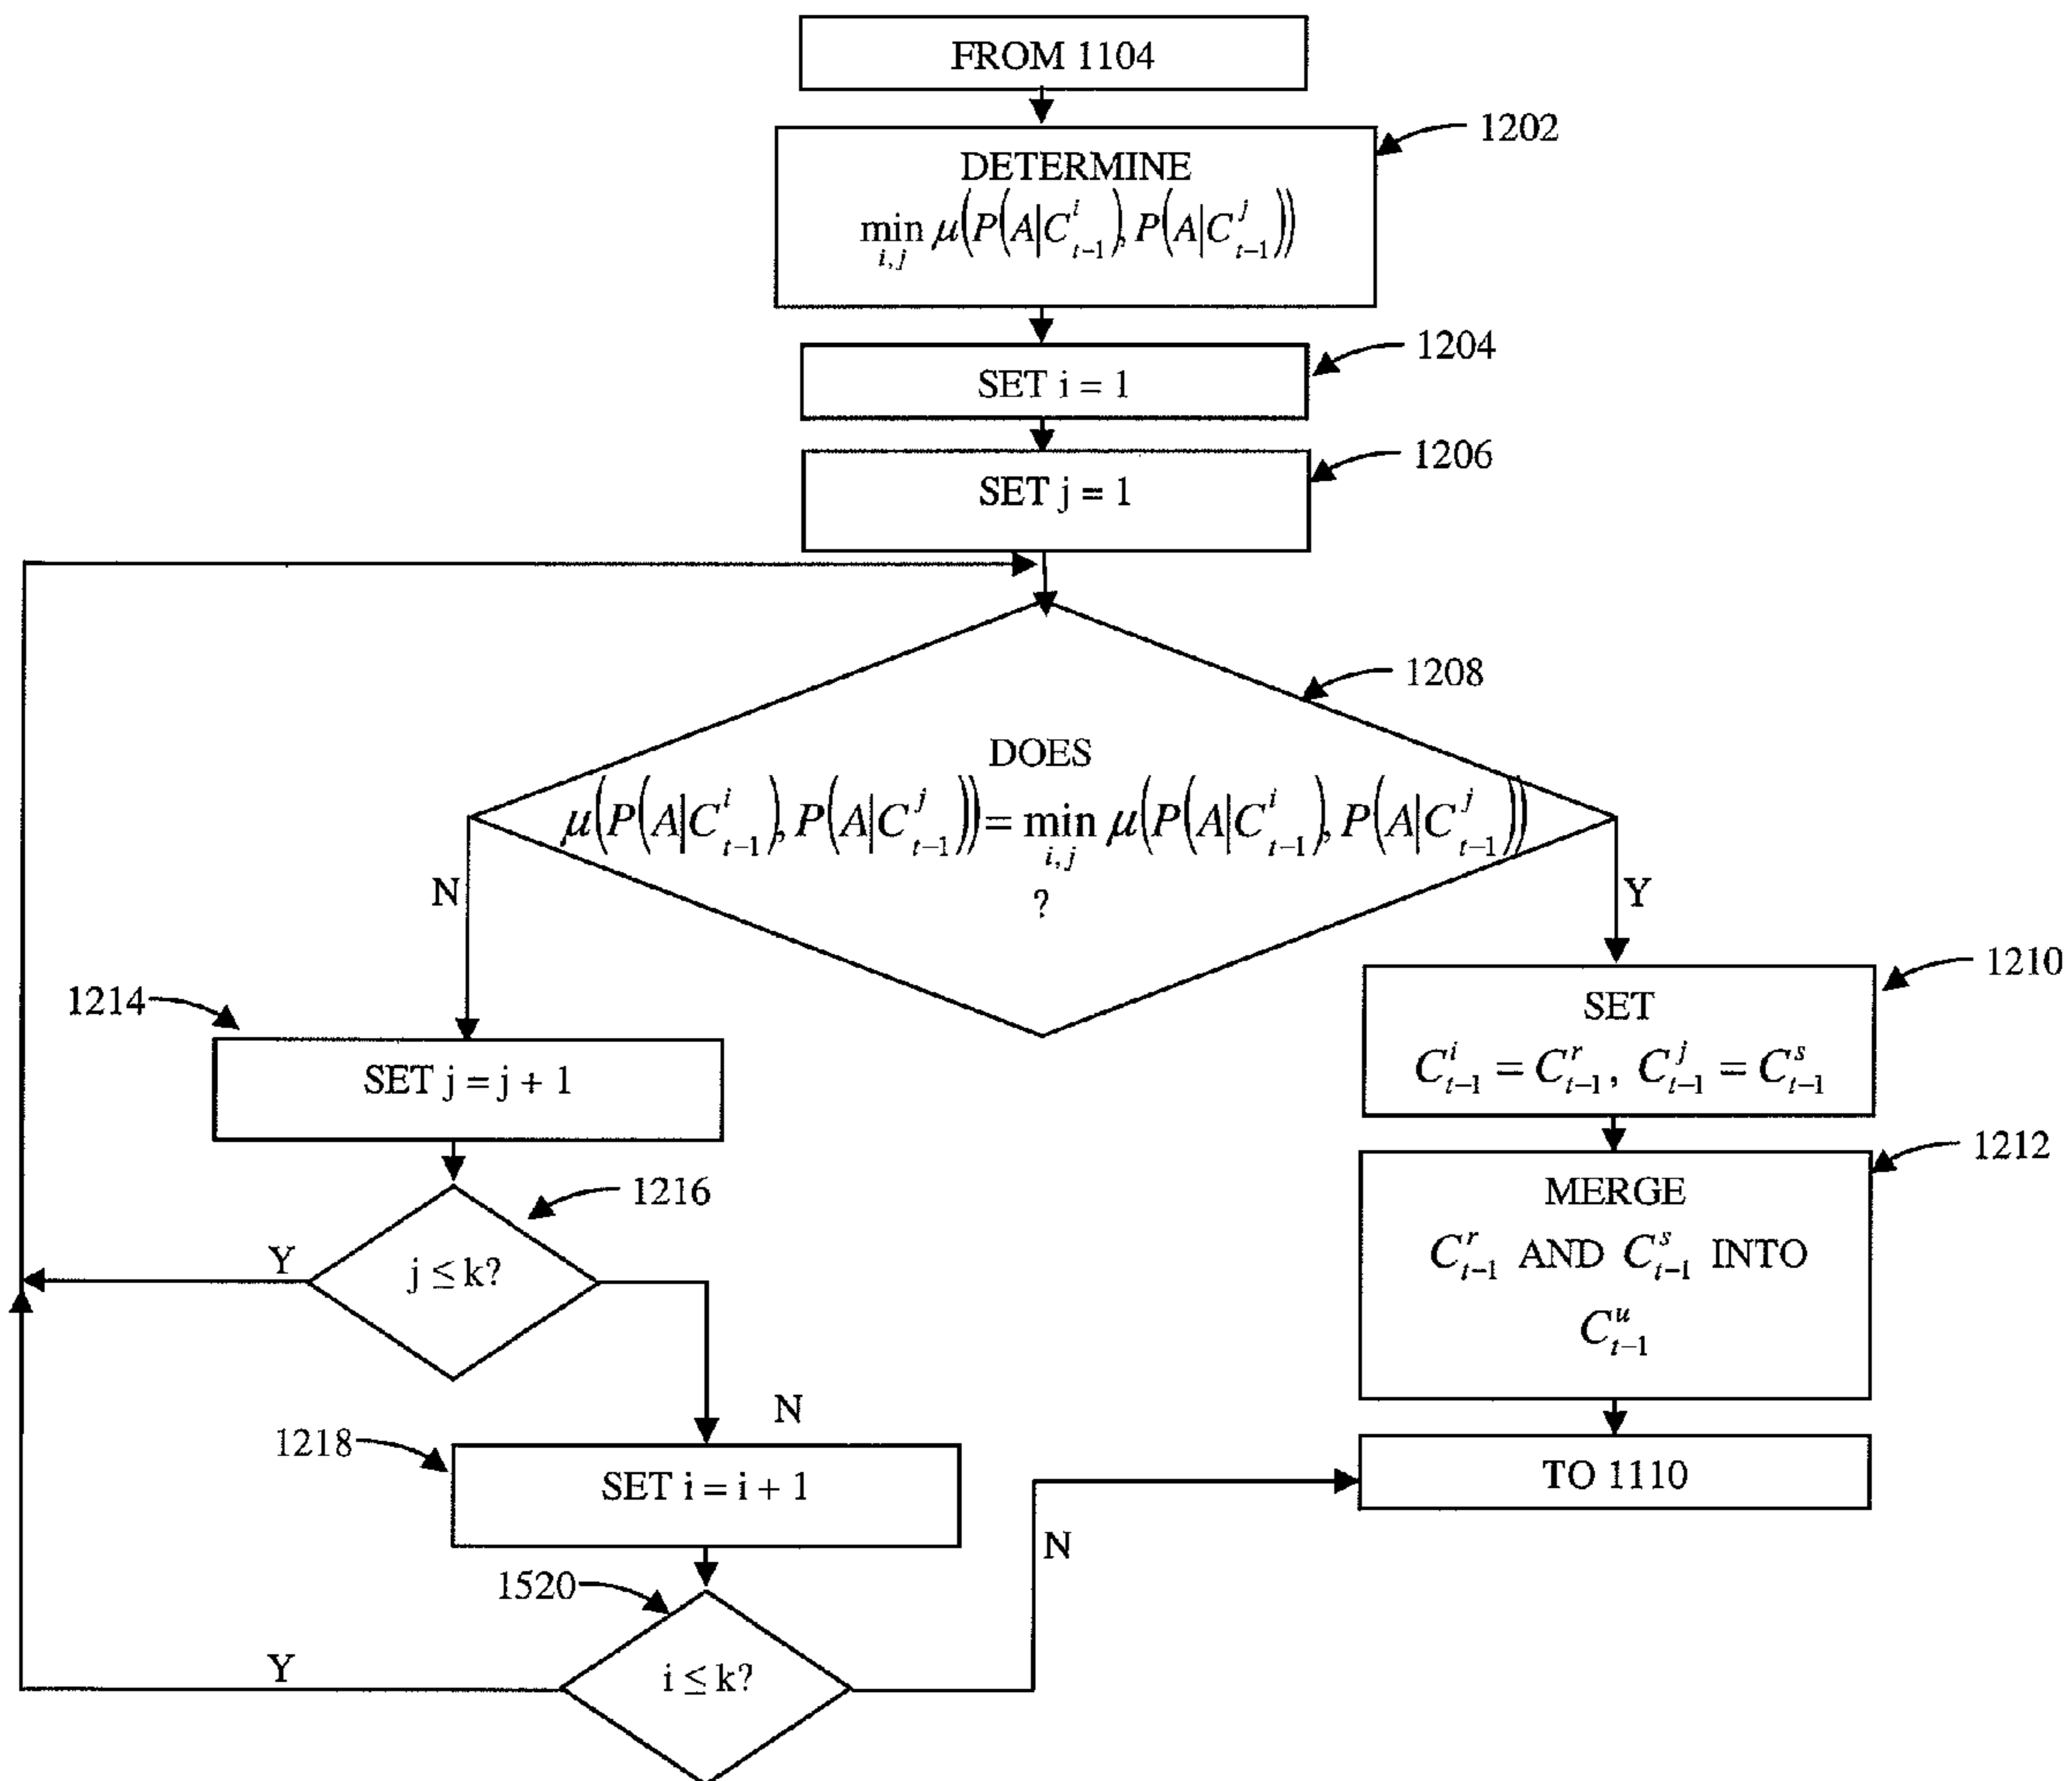 FROM 1104
1202
DETERMINE
min_{i,j} μ(P(A|C^i_{t-1}), P(A|C^j_{t-1}))
1204
SET i = 1
1206
SET j = 1
1208
DOES
μ(P(A|C^i_{t-1}), P(A|C^j_{t-1})) = min_{i,j} μ(P(A|C^i_{t-1}), P(A|C^j_{t-1}))
?
N
Y
1210
SET
C^i_{t-1} = C^r_{t-1}, C^j_{t-1} = C^s_{t-1}
1214
SET j = j + 1
1212
MERGE
C^r_{t-1} AND C^s_{t-1} INTO
C^u_{t-1}
1216
Y
j ≤ k?
N
1218
SET i = i + 1
TO 1110
N
1520
Y
i ≤ k?